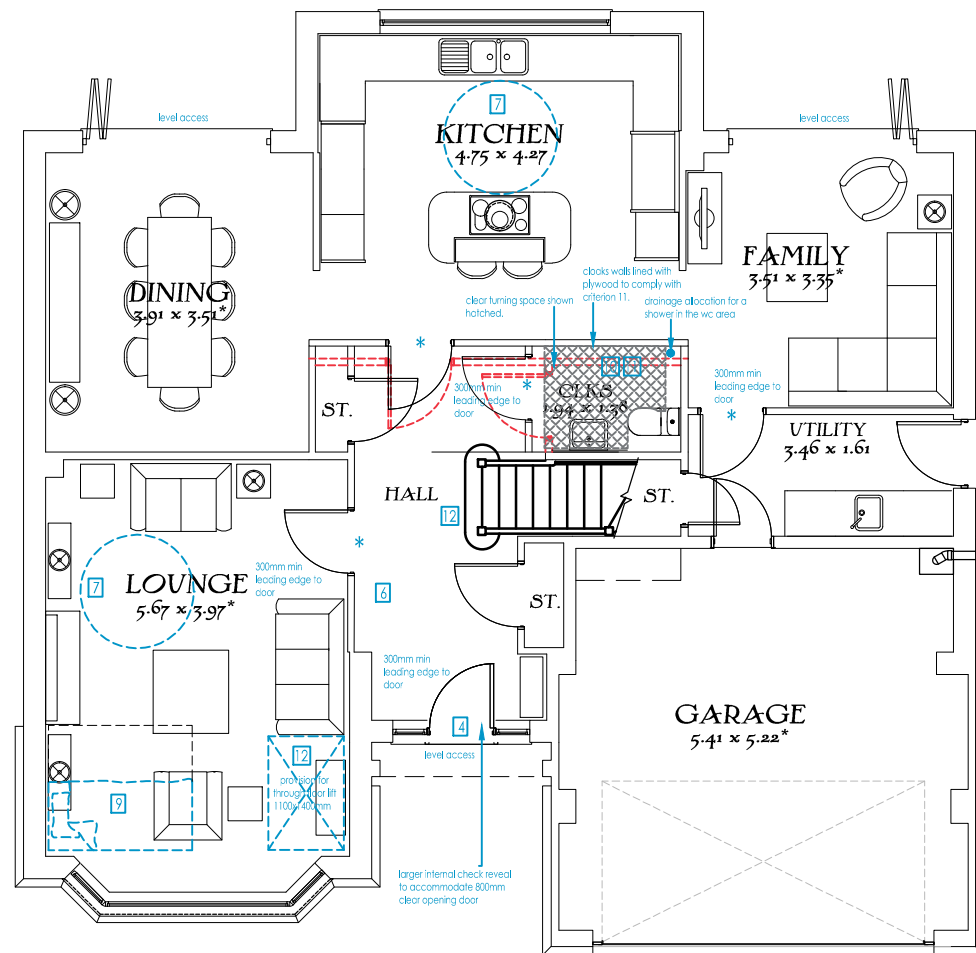 level access
7
level access
KITCHEN
4.75 x 4.27
FAMILY
3.51 x 3.35*
DINING
3.91 x 3.51*
cloaks walls lined with
plywood to comply with
criterion 11.
clear turning space shown
hatched.
drainage allocation for a
shower in the wc area
*
300mm min
leading edge to
door
*
300mm min
leading edge to
door
*
ST.
CLKS
1.94 x 1.38
UTILITY
3.46 x 1.61
HALL
12
ST.
*
300mm min
leading edge to
door
7
LOUNGE
5.67 x 3.97*
6
ST.
300mm min
leading edge to
door
GARAGE
5.41 x 5.22*
4
level access
12
provision for
through floor lift
1100x1400mm
9
larger internal check reveal
to accommodate 800mm
clear opening door